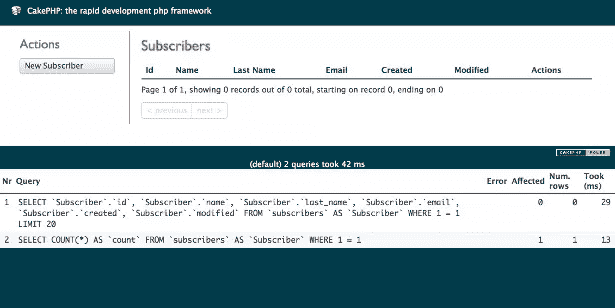 CakePHP: the rapid development php framework
Actions
New Subscriber
Subscribers
Id Name Last Name Email Created Modified Actions
Page 1 of 1, showing 0 records out of 0 total, starting on record 0, ending on 0
< previous next >
CAKEPHP POWER
(default) 2 queries took 42 ms
Nr Query Error Affected Num. rows Took (ms)
1 SELECT `Subscriber`.`id`, `Subscriber`.`name`, `Subscriber`.`last_name`, `Subscriber`.`email`, 0 0 29
`Subscriber`.`created`, `Subscriber`.`modified` FROM `subscribers` AS `Subscriber` WHERE 1 = 1
LIMIT 20
2 SELECT COUNT(*) AS `count` FROM `subscribers` AS `Subscriber` WHERE 1 = 1 1 1 13